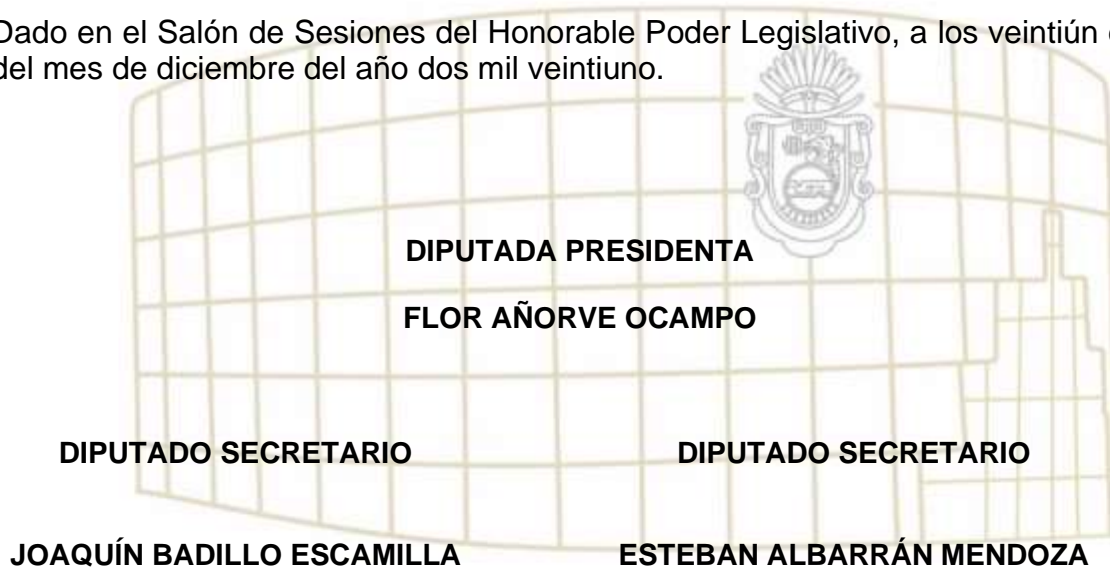 Dado en el Salón de Sesiones del Honorable Poder Legislativo, a los veintiún
del mes de diciembre del año dos mil veintiuno.
DIPUTADA PRESIDENTA
FLOR AÑORVE OCAMPO
DIPUTADO SECRETARIO DIPUTADO SECRETARIO
JOAQUÍN BADILLO ESCAMILLA ESTEBAN ALBARRÁN MENDOZA